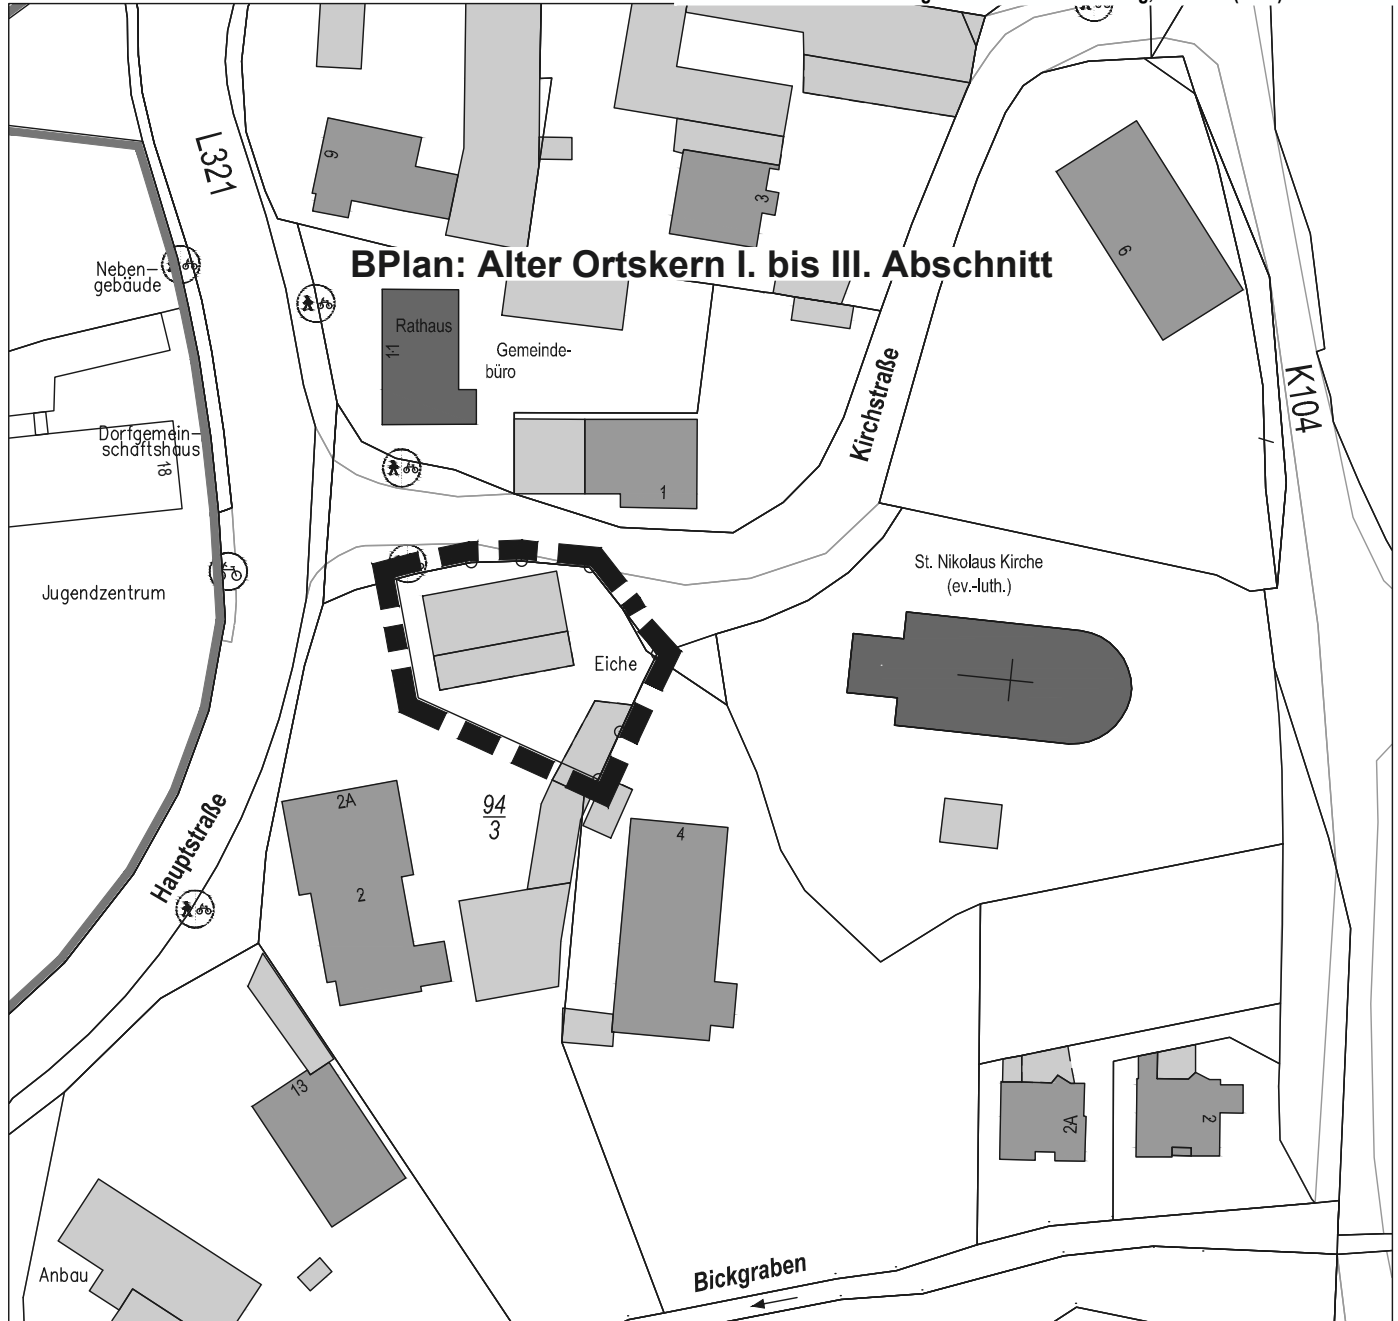 L321
9
3
6
BPlan: Alter Ortskern I. bis III. Abschnitt
Neben-
gebäude
Rathaus
11
Gemeinde-
büro
Kirchstraße
K104
Dorfgemein-
schaftshaus
18
1
Jugendzentrum
St. Nikolaus Kirche
(ev.-luth.)
Eiche
2A
94
3
4
Hauptstraße
2
13
2A
2
Anbau
Bickgraben